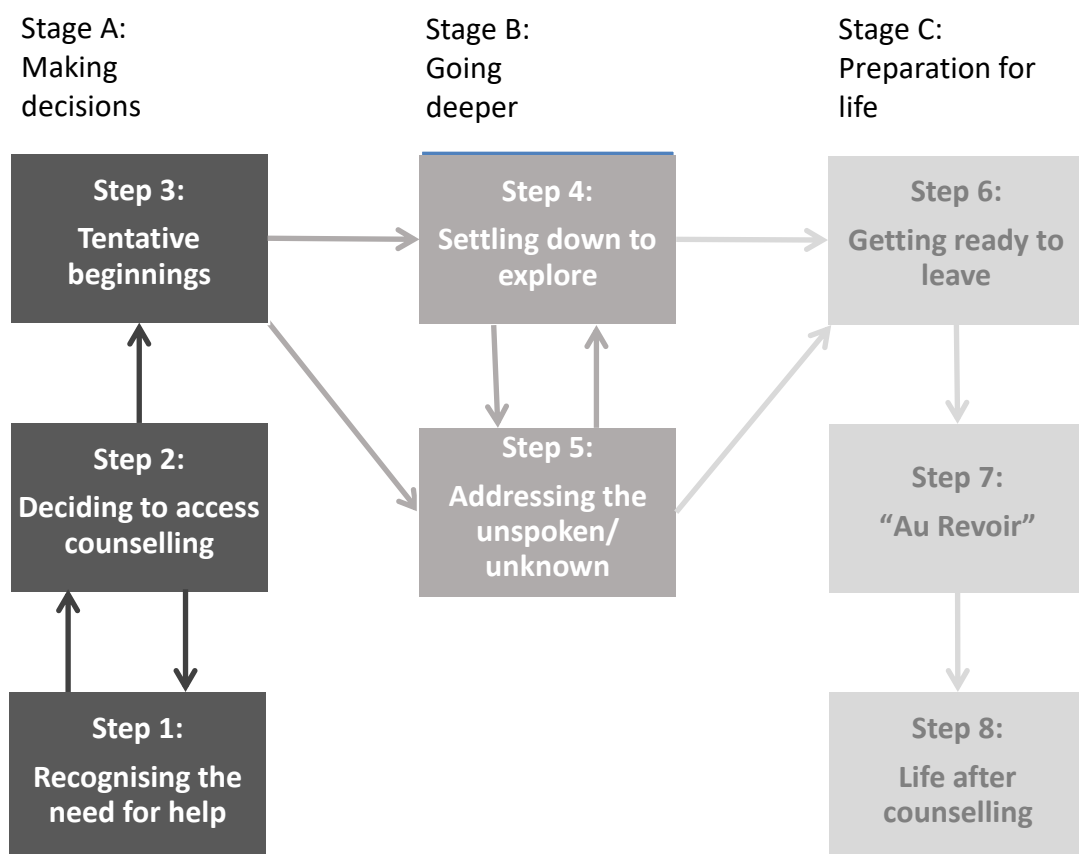 Stage A:
Making
decisions
Stage B:
Going
deeper
Stage C:
Preparation for
life
Step 3:
Tentative
beginnings
Step 4:
Settling down to
explore
Step 6:
Getting ready to
leave
Step 2:
Deciding to access
counselling
Step 5:
Addressing the
unspoken/
unknown
Step 7:
“Au Revoir”
Step 1:
Recognising the
need for help
Step 8:
Life after
counselling